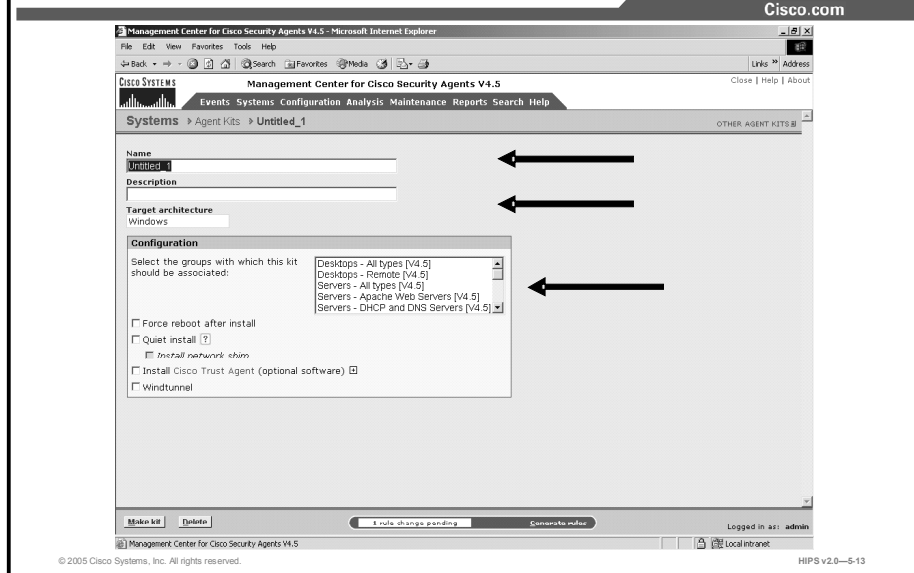 Cisco.com
Management Center for Cisco Security Agents V4.5 - Microsoft Internet Explorer
File Edit View Favorites Tools Help
Back Search Favorites Media Links » Address
CISCO SYSTEMS
Management Center for Cisco Security Agents V4.5
Close | Help | About
Events Systems Configuration Analysis Maintenance Reports Search Help
Systems Agent Kits Untitled_1
OTHER AGENT KITS
Name
Untitled_1
Description
Target architecture
Windows
Configuration
Select the groups with which this kit
should be associated:
Desktops - All types [V4.5]
Desktops - Remote [V4.5]
Servers - All types [V4.5]
Servers - Apache Web Servers [V4.5]
Servers - DHCP and DNS Servers [V4.5]
Force reboot after install
Quiet install ?
Install network shim
Install Cisco Trust Agent (optional software)
Windtunnel
Make kit Delete
1 rule change pending Generate rules
Logged in as: admin
Management Center for Cisco Security Agents V4.5
Local intranet
© 2005 Cisco Systems, Inc. All rights reserved.
HIPS v2.0—5-13